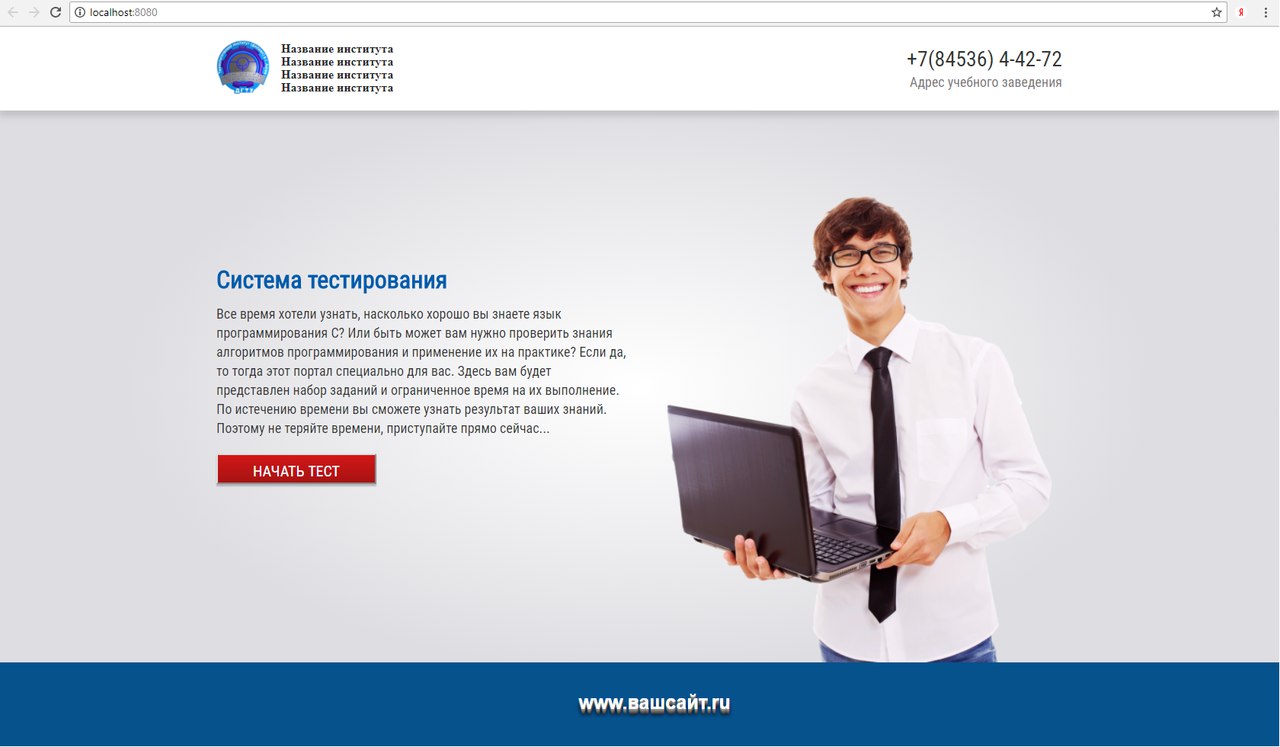 localhost:8080
Название института
Название института
Название института
Название института
+7(84536) 4-42-72
Адрес учебного заведения
Система тестирования
Все время хотели узнать, насколько хорошо вы знаете язык
программирования С? Или быть может вам нужно проверить знания
алгоритмов программирования и применение их на практике? Если да,
то тогда этот портал специально для вас. Здесь вам будет
представлен набор заданий и ограниченное время на их выполнение.
По истечению времени вы сможете узнать результат ваших знаний.
Поэтому не теряйте времени, приступайте прямо сейчас...
НАЧАТЬ ТЕСТ
www.вашсайт.ru